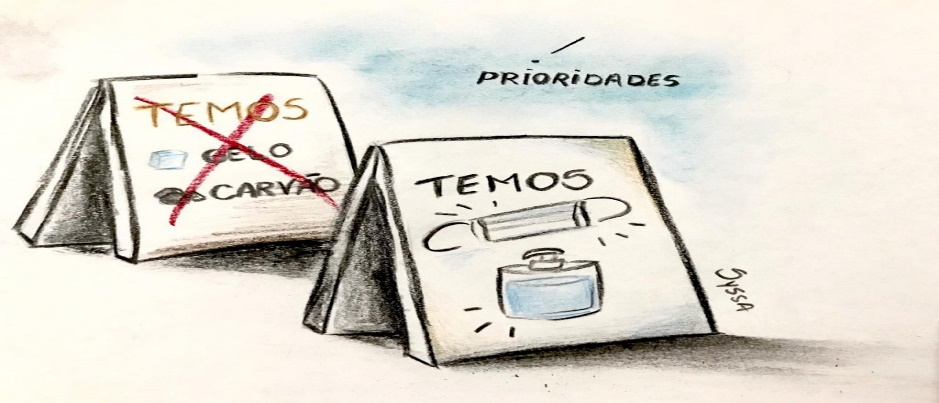 PRIORIDADES
TEMOS
GELO
CARVÃO
TEMOS
SYSSA